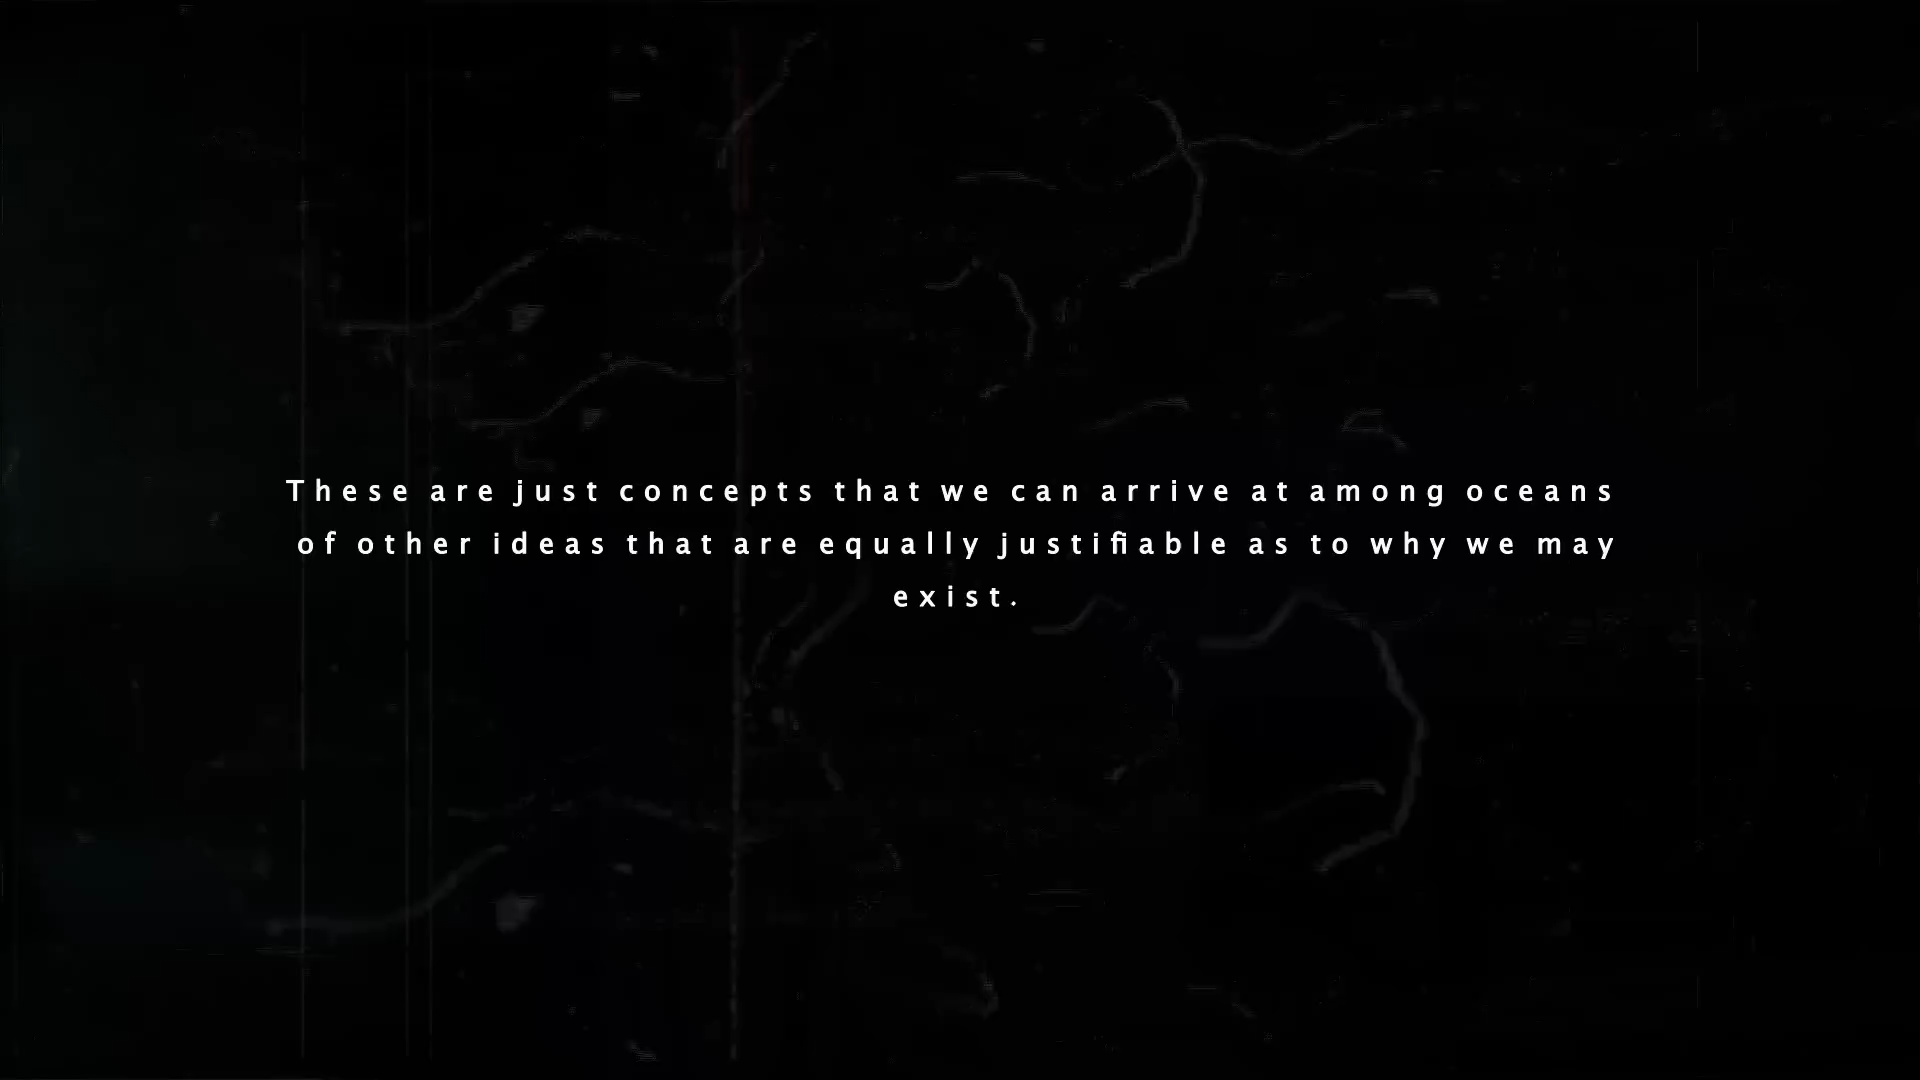 These are just concepts that we can arrive at among oceans
of other ideas that are equally justifiable as to why we may
exist.